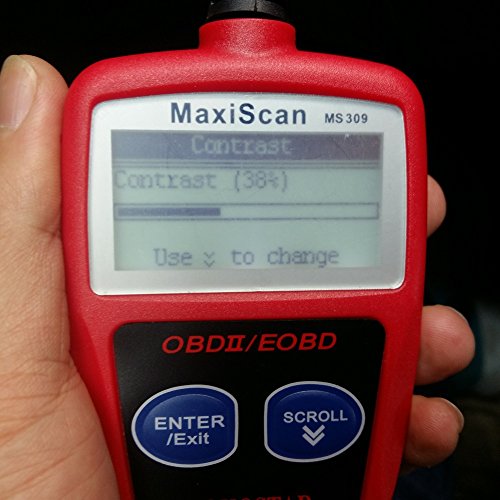 MaxiScan MS309
Contrast
Contrast (38%)
Use to change
OBDII/EOBD
ENTER
/Exit
SCROLL